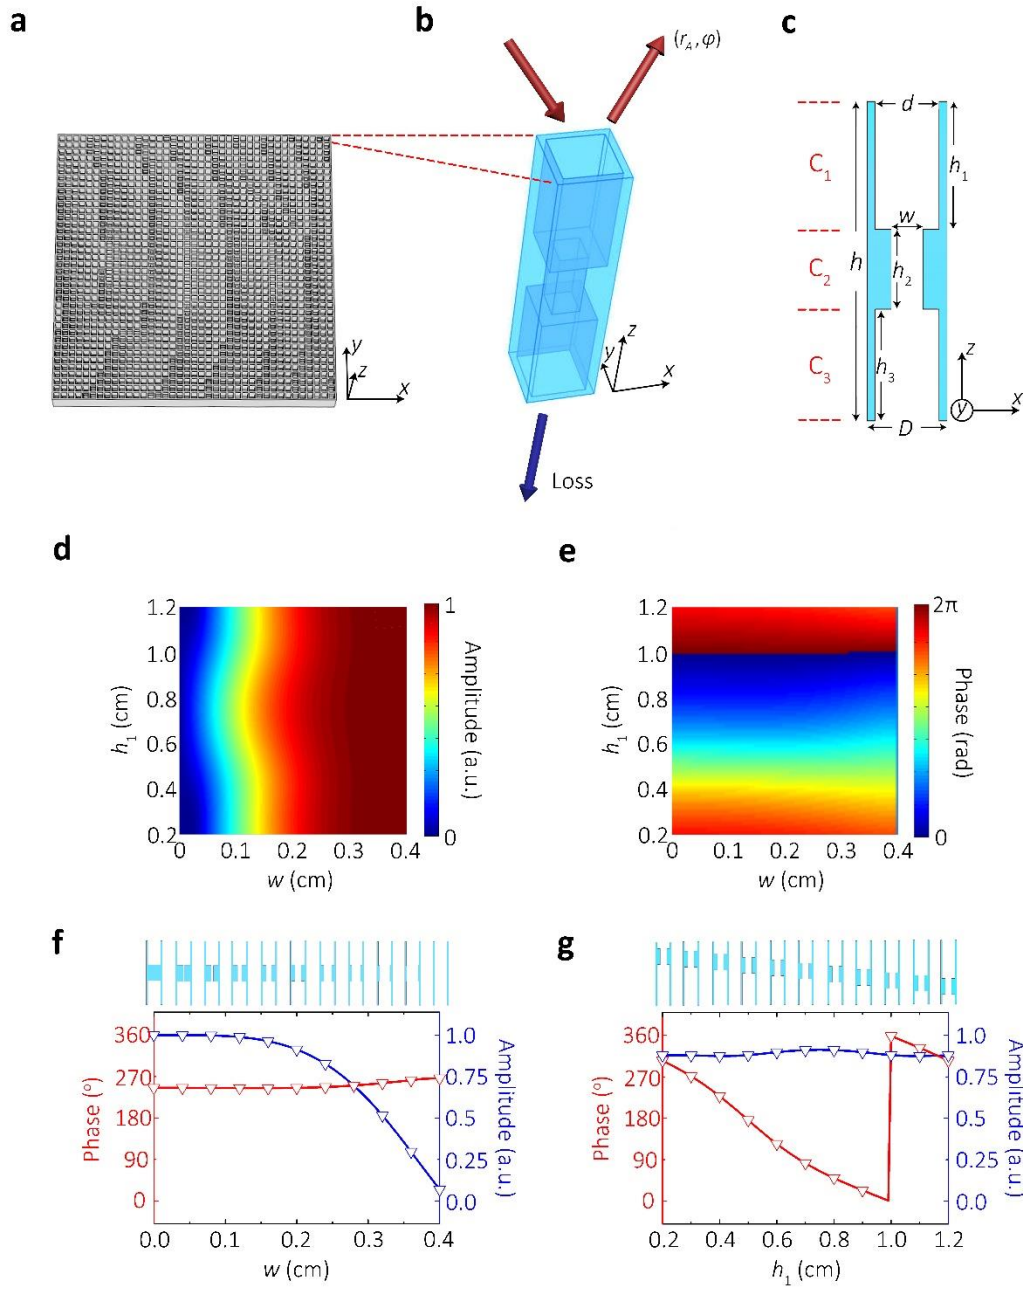 a
b
c
(r_A, φ)
Loss
y
z
x
z
y
x
C₁
C₂
C₃
h
d
h₁
w
h₂
h₃
D
z
y
x
d
1.2
1.0
0.8
0.6
0.4
0.2
h₁ (cm)
0
0.1
0.2
0.3
0.4
w (cm)
1
0
Amplitude (a.u.)
e
1.2
1.0
0.8
0.6
0.4
0.2
h₁ (cm)
0
0.1
0.2
0.3
0.4
w (cm)
2π
0
Phase (rad)
f
360
270
180
90
0
Phase (°)
1.0
0.75
0.5
0.25
0.0
Amplitude (a.u.)
0.0
0.1
0.2
0.3
0.4
w (cm)
g
360
270
180
90
0
Phase (°)
1.0
0.75
0.5
0.25
0.0
Amplitude (a.u.)
0.2
0.4
0.6
0.8
1.0
1.2
h₁ (cm)